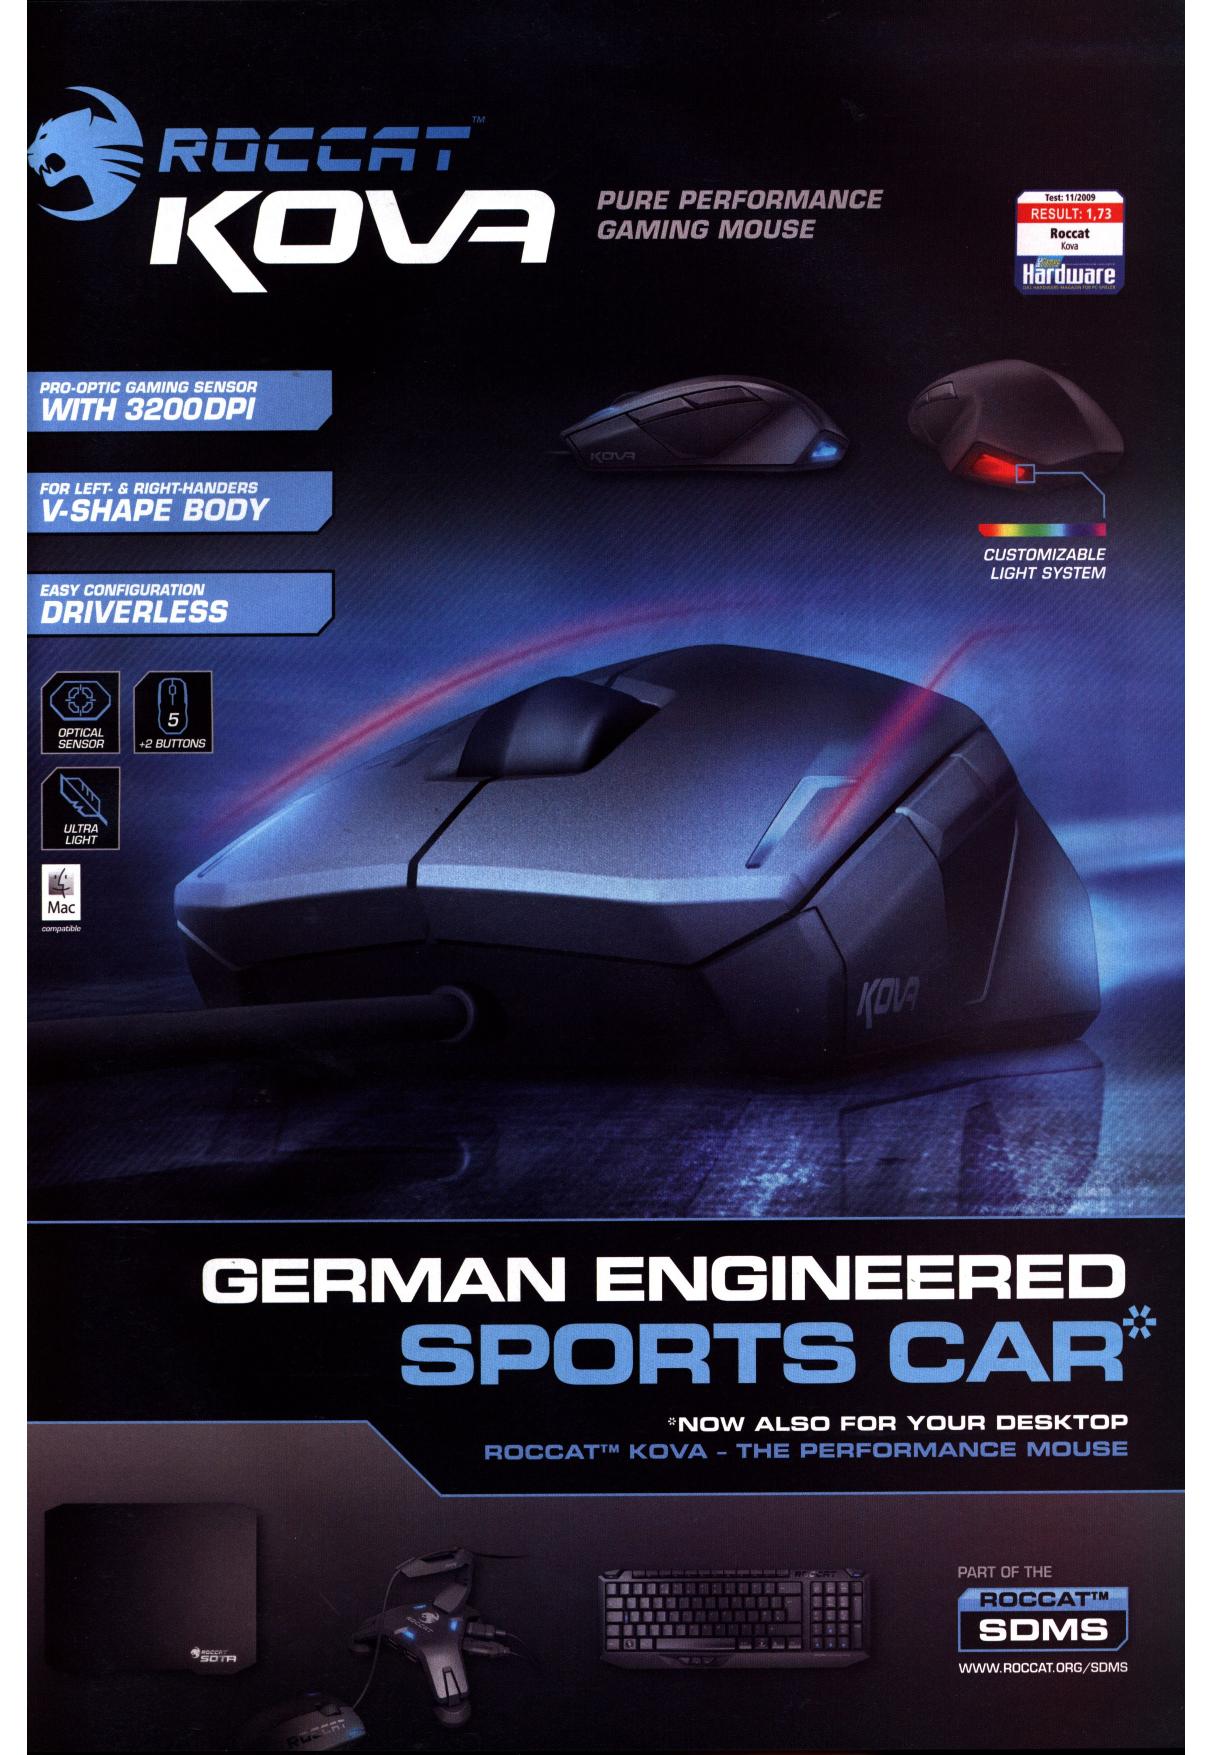 ROCCAT™
KOVA
PURE PERFORMANCE
GAMING MOUSE
Test: 11/2009
RESULT: 1,73
Roccat
Kova
Hardware
PRO-OPTIC GAMING SENSOR
WITH 3200DPI
FOR LEFT- & RIGHT-HANDERS
V-SHAPE BODY
EASY CONFIGURATION
DRIVERLESS
KOVA
CUSTOMIZABLE
LIGHT SYSTEM
OPTICAL
SENSOR
5
+2 BUTTONS
ULTRA
LIGHT
Mac
compatible
KOVA
GERMAN ENGINEERED
SPORTS CAR*
*NOW ALSO FOR YOUR DESKTOP
ROCCAT™ KOVA - THE PERFORMANCE MOUSE
ROCCAT
SOTA
ROCCAT
ROCCAT
ROCCAT
PART OF THE
ROCCAT™
SDMS
WWW.ROCCAT.ORG/SDMS